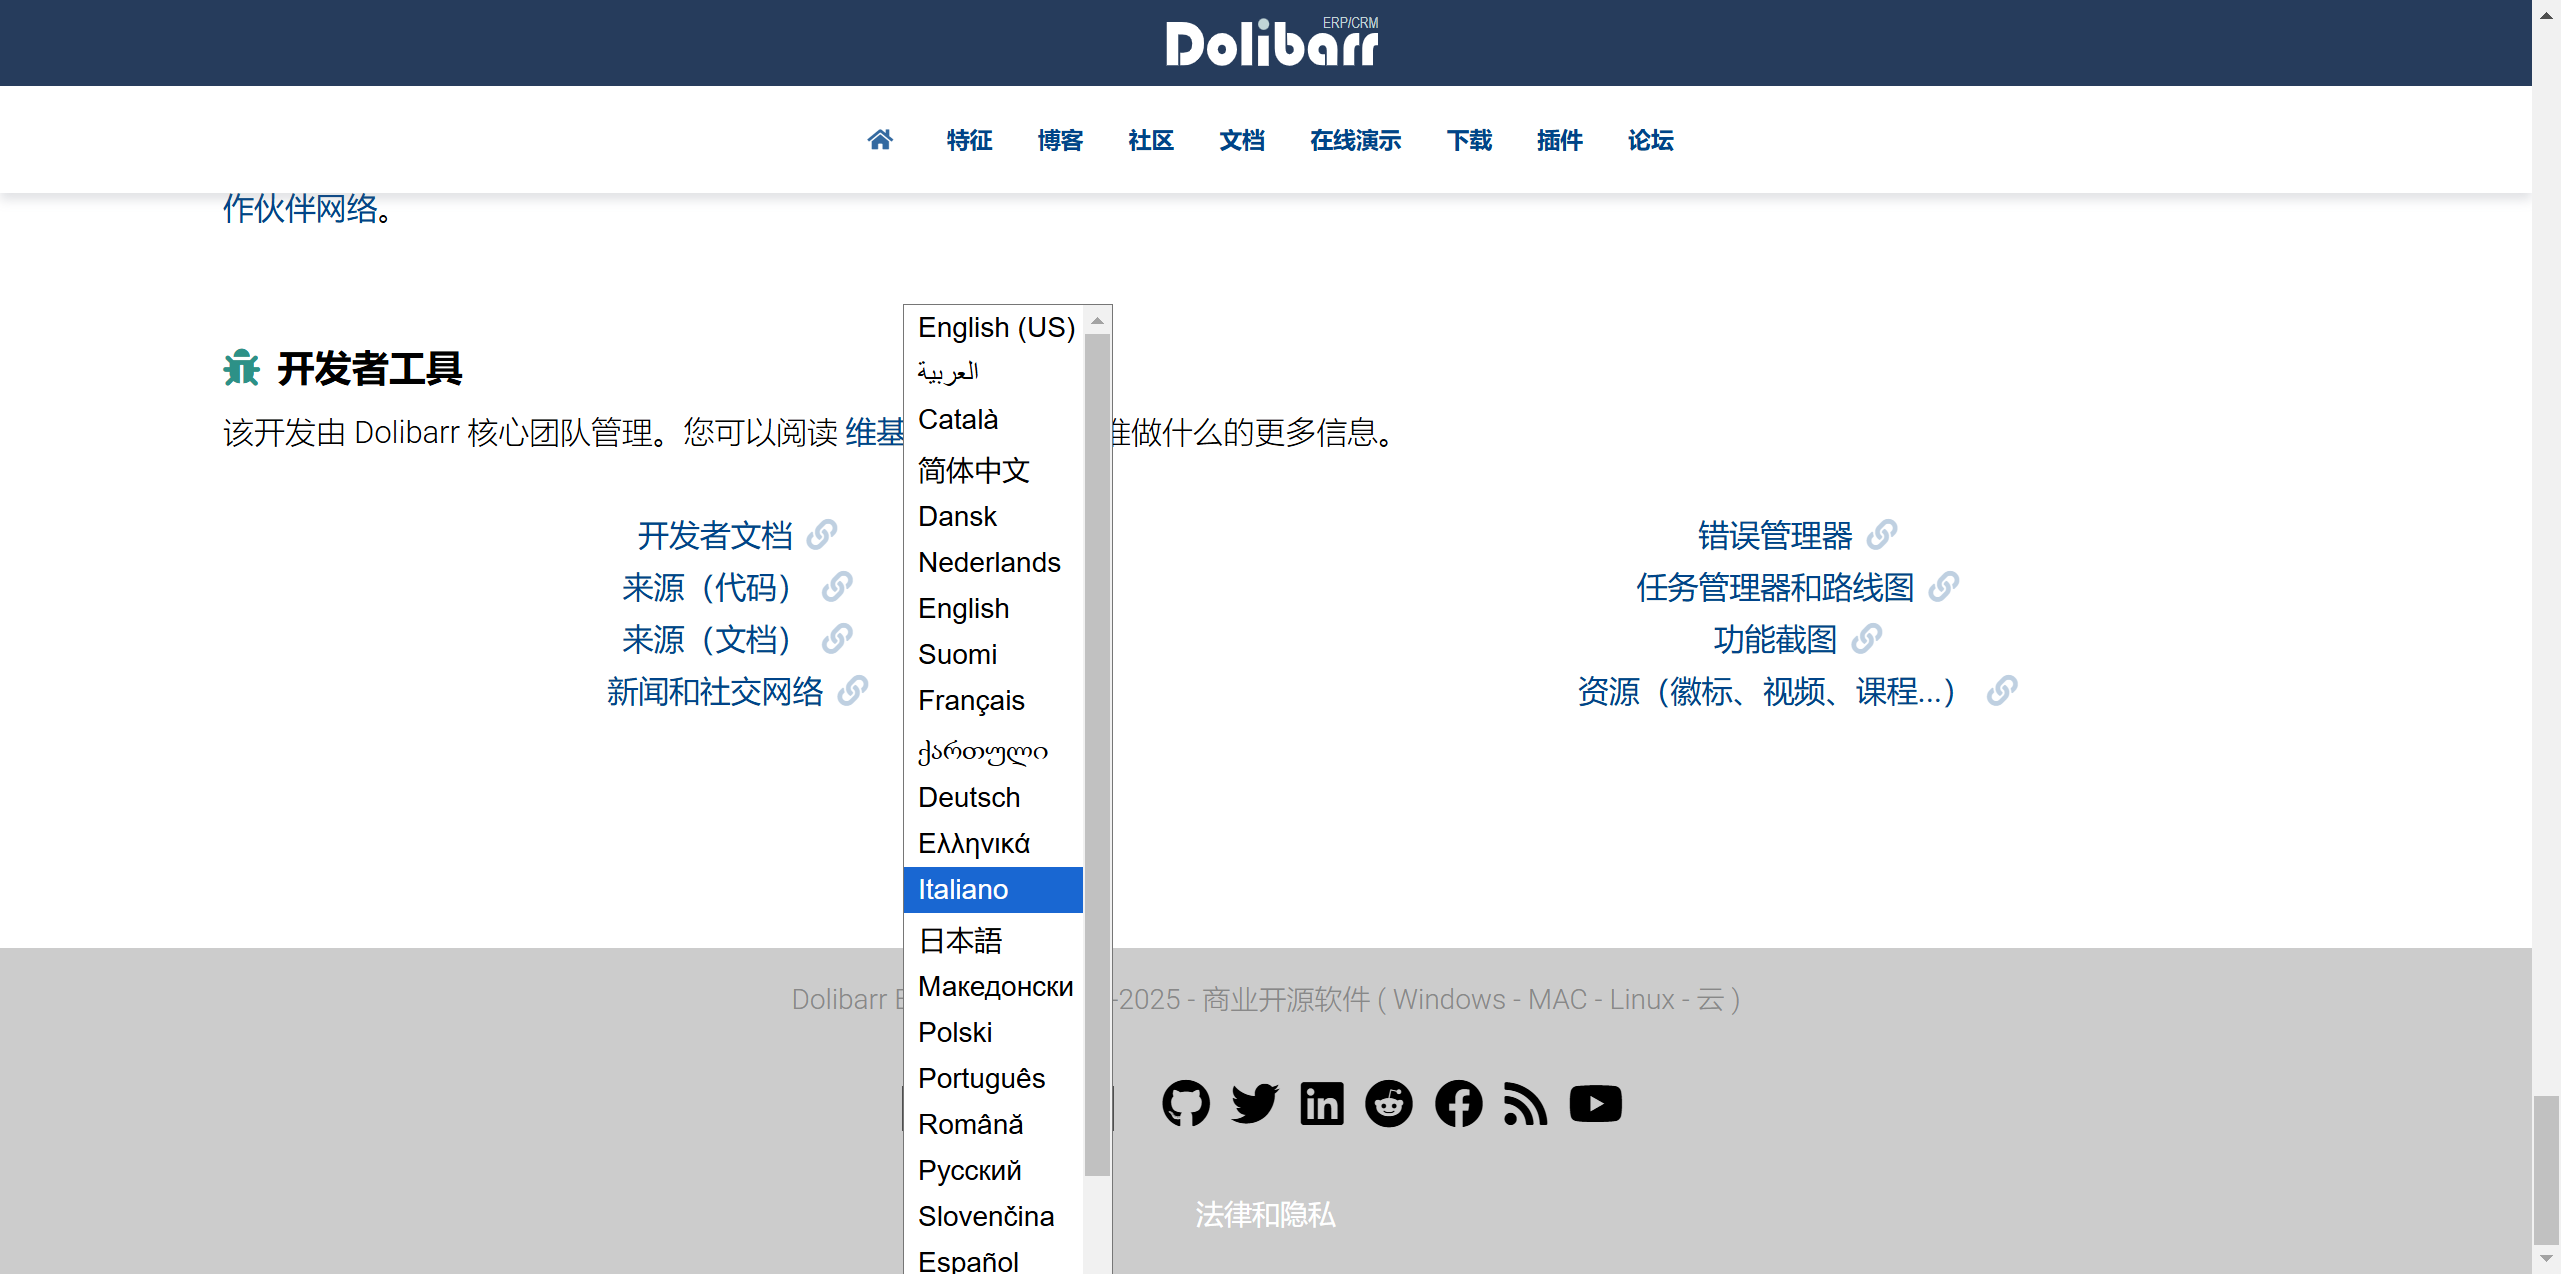 Dolibarr ERP/CRM
特征 博客 社区 文档 在线演示 下载 插件 论坛
作伙伴网络。
开发者工具
该开发由 Dolibarr 核心团队管理。您可以阅读 维基 做什么的更多信息。
开发者文档
来源（代码）
来源（文档）
新闻和社交网络
错误管理器
任务管理器和路线图
功能截图
资源（徽标、视频、课程...）
English (US)
العربية
Català
简体中文
Dansk
Nederlands
English
Suomi
Français
ქართული
Deutsch
Ελληνικά
Italiano
日本語
Македонски
Polski
Português
Română
Русский
Slovenčina
Español
Dolibarr -2025 - 商业开源软件 ( Windows - MAC - Linux - 云 )
法律和隐私